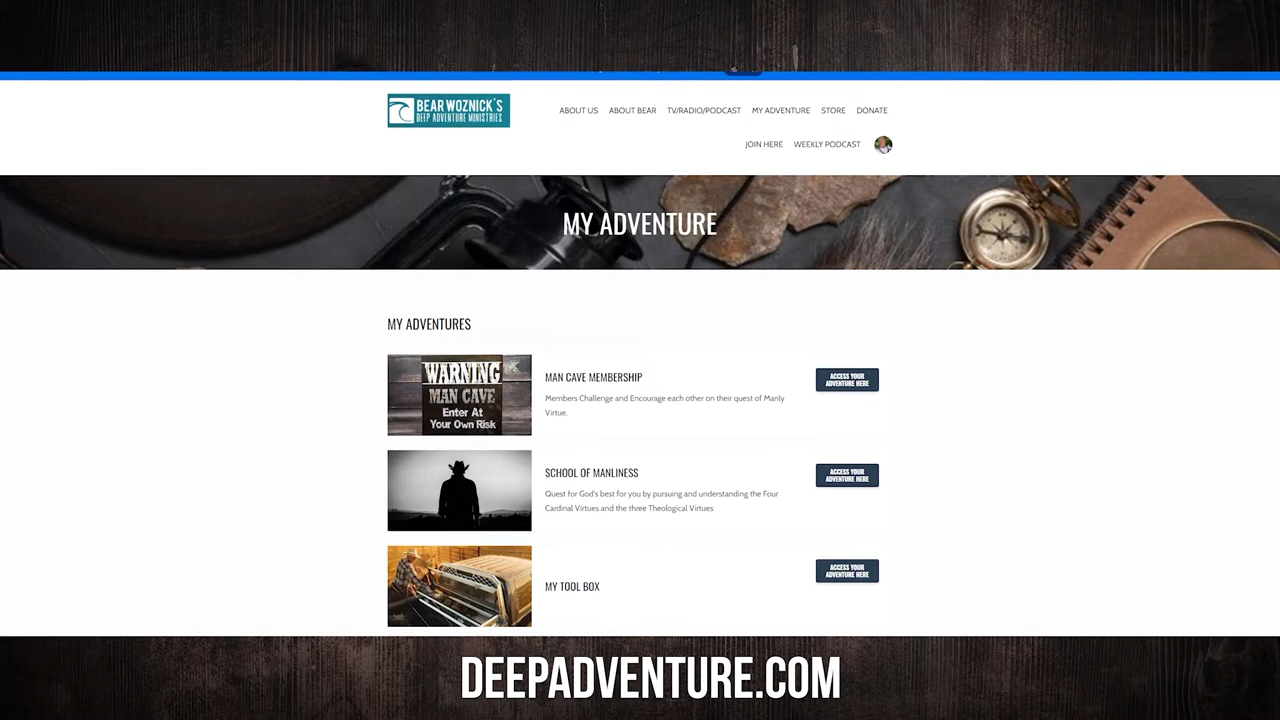 BEAR WOZNICK'S
DEEP ADVENTURE MINISTRIES
ABOUT US ABOUT BEAR TV/RADIO/PODCAST MY ADVENTURE STORE DONATE
JOIN HERE WEEKLY PODCAST
MY ADVENTURE
MY ADVENTURES
WARNING
MAN CAVE
Enter At
Your Own Risk
MAN CAVE MEMBERSHIP
Members Challenge and Encourage each other on their quest of Manly
Virtue.
ACCESS YOUR
ADVENTURE HERE
SCHOOL OF MANLINESS
Quest for God's best for you by pursuing and understanding the Four
Cardinal Virtues and the three Theological Virtues
ACCESS YOUR
ADVENTURE HERE
MY TOOL BOX
ACCESS YOUR
ADVENTURE HERE
DEEPADVENTURE.COM